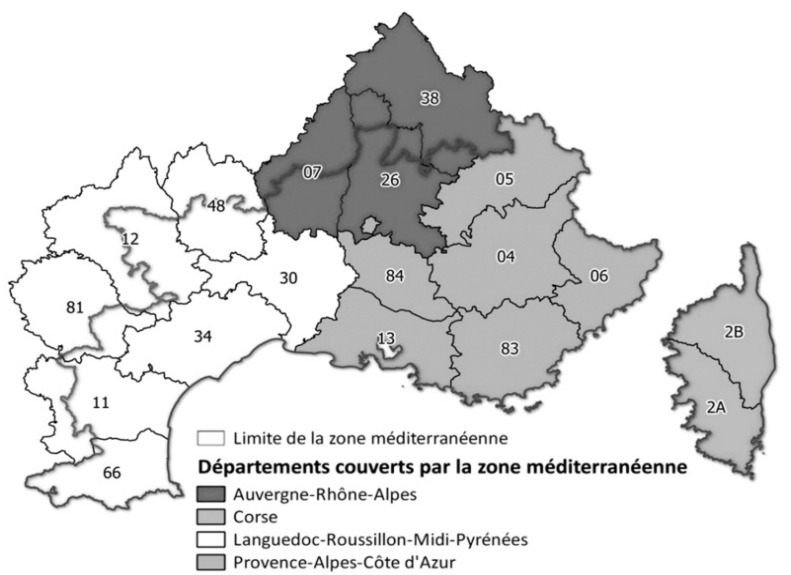 38
07
26
05
48
12
04
30
84
06
81
34
13
83
2B
11
2A
66
Limite de la zone méditerranéenne
Départements couverts par la zone méditerranéenne
Auvergne-Rhône-Alpes
Corse
Languedoc-Roussillon-Midi-Pyrénées
Provence-Alpes-Côte d'Azur